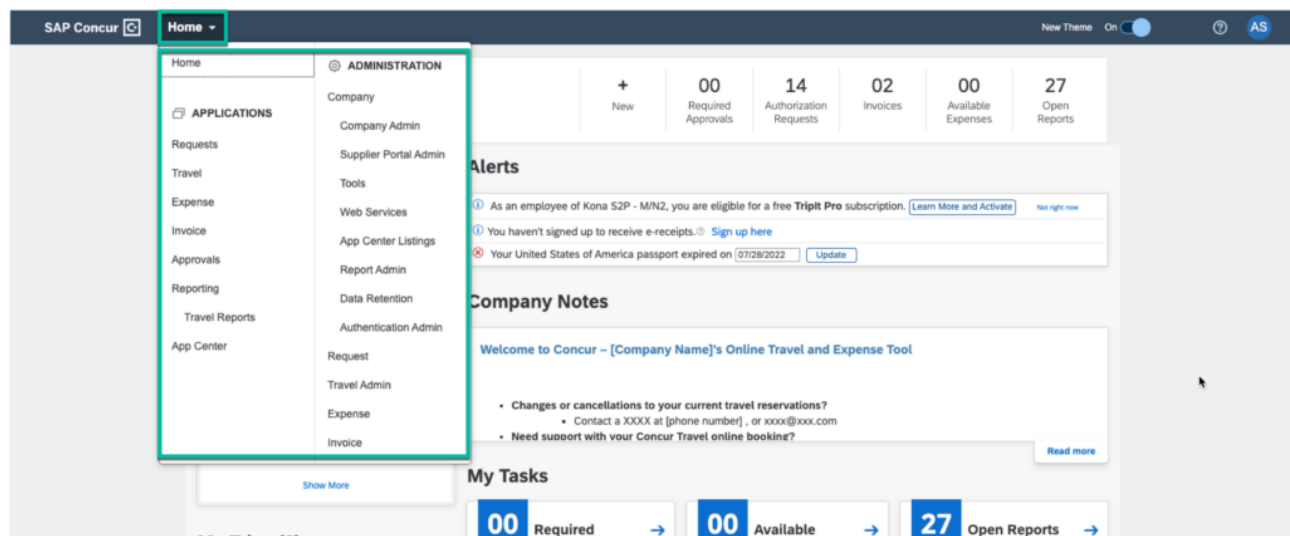 SAP Concur C Home New Theme On ? AS
Home
APPLICATIONS
Requests
Travel
Expense
Invoice
Approvals
Reporting
Travel Reports
App Center
ADMINISTRATION
Company
Company Admin
Supplier Portal Admin
Tools
Web Services
App Center Listings
Report Admin
Data Retention
Authentication Admin
Request
Travel Admin
Expense
Invoice
Show More
+
New
00
Required
Approvals
14
Authorization
Requests
02
Invoices
00
Available
Expenses
27
Open
Reports
Alerts
As an employee of Kona S2P - M/N2, you are eligible for a free TripIt Pro subscription. Learn More and Activate Not right now
You haven't signed up to receive e-receipts. Sign up here
Your United States of America passport expired on 07/28/2022 Update
Company Notes
Welcome to Concur – [Company Name]'s Online Travel and Expense Tool
• Changes or cancellations to your current travel reservations?
• Contact a XXXX at [phone number] , or xxxx@xxx.com
• Need support with your Concur Travel online booking?
Read more
My Tasks
00 Required →
00 Available →
27 Open Reports →